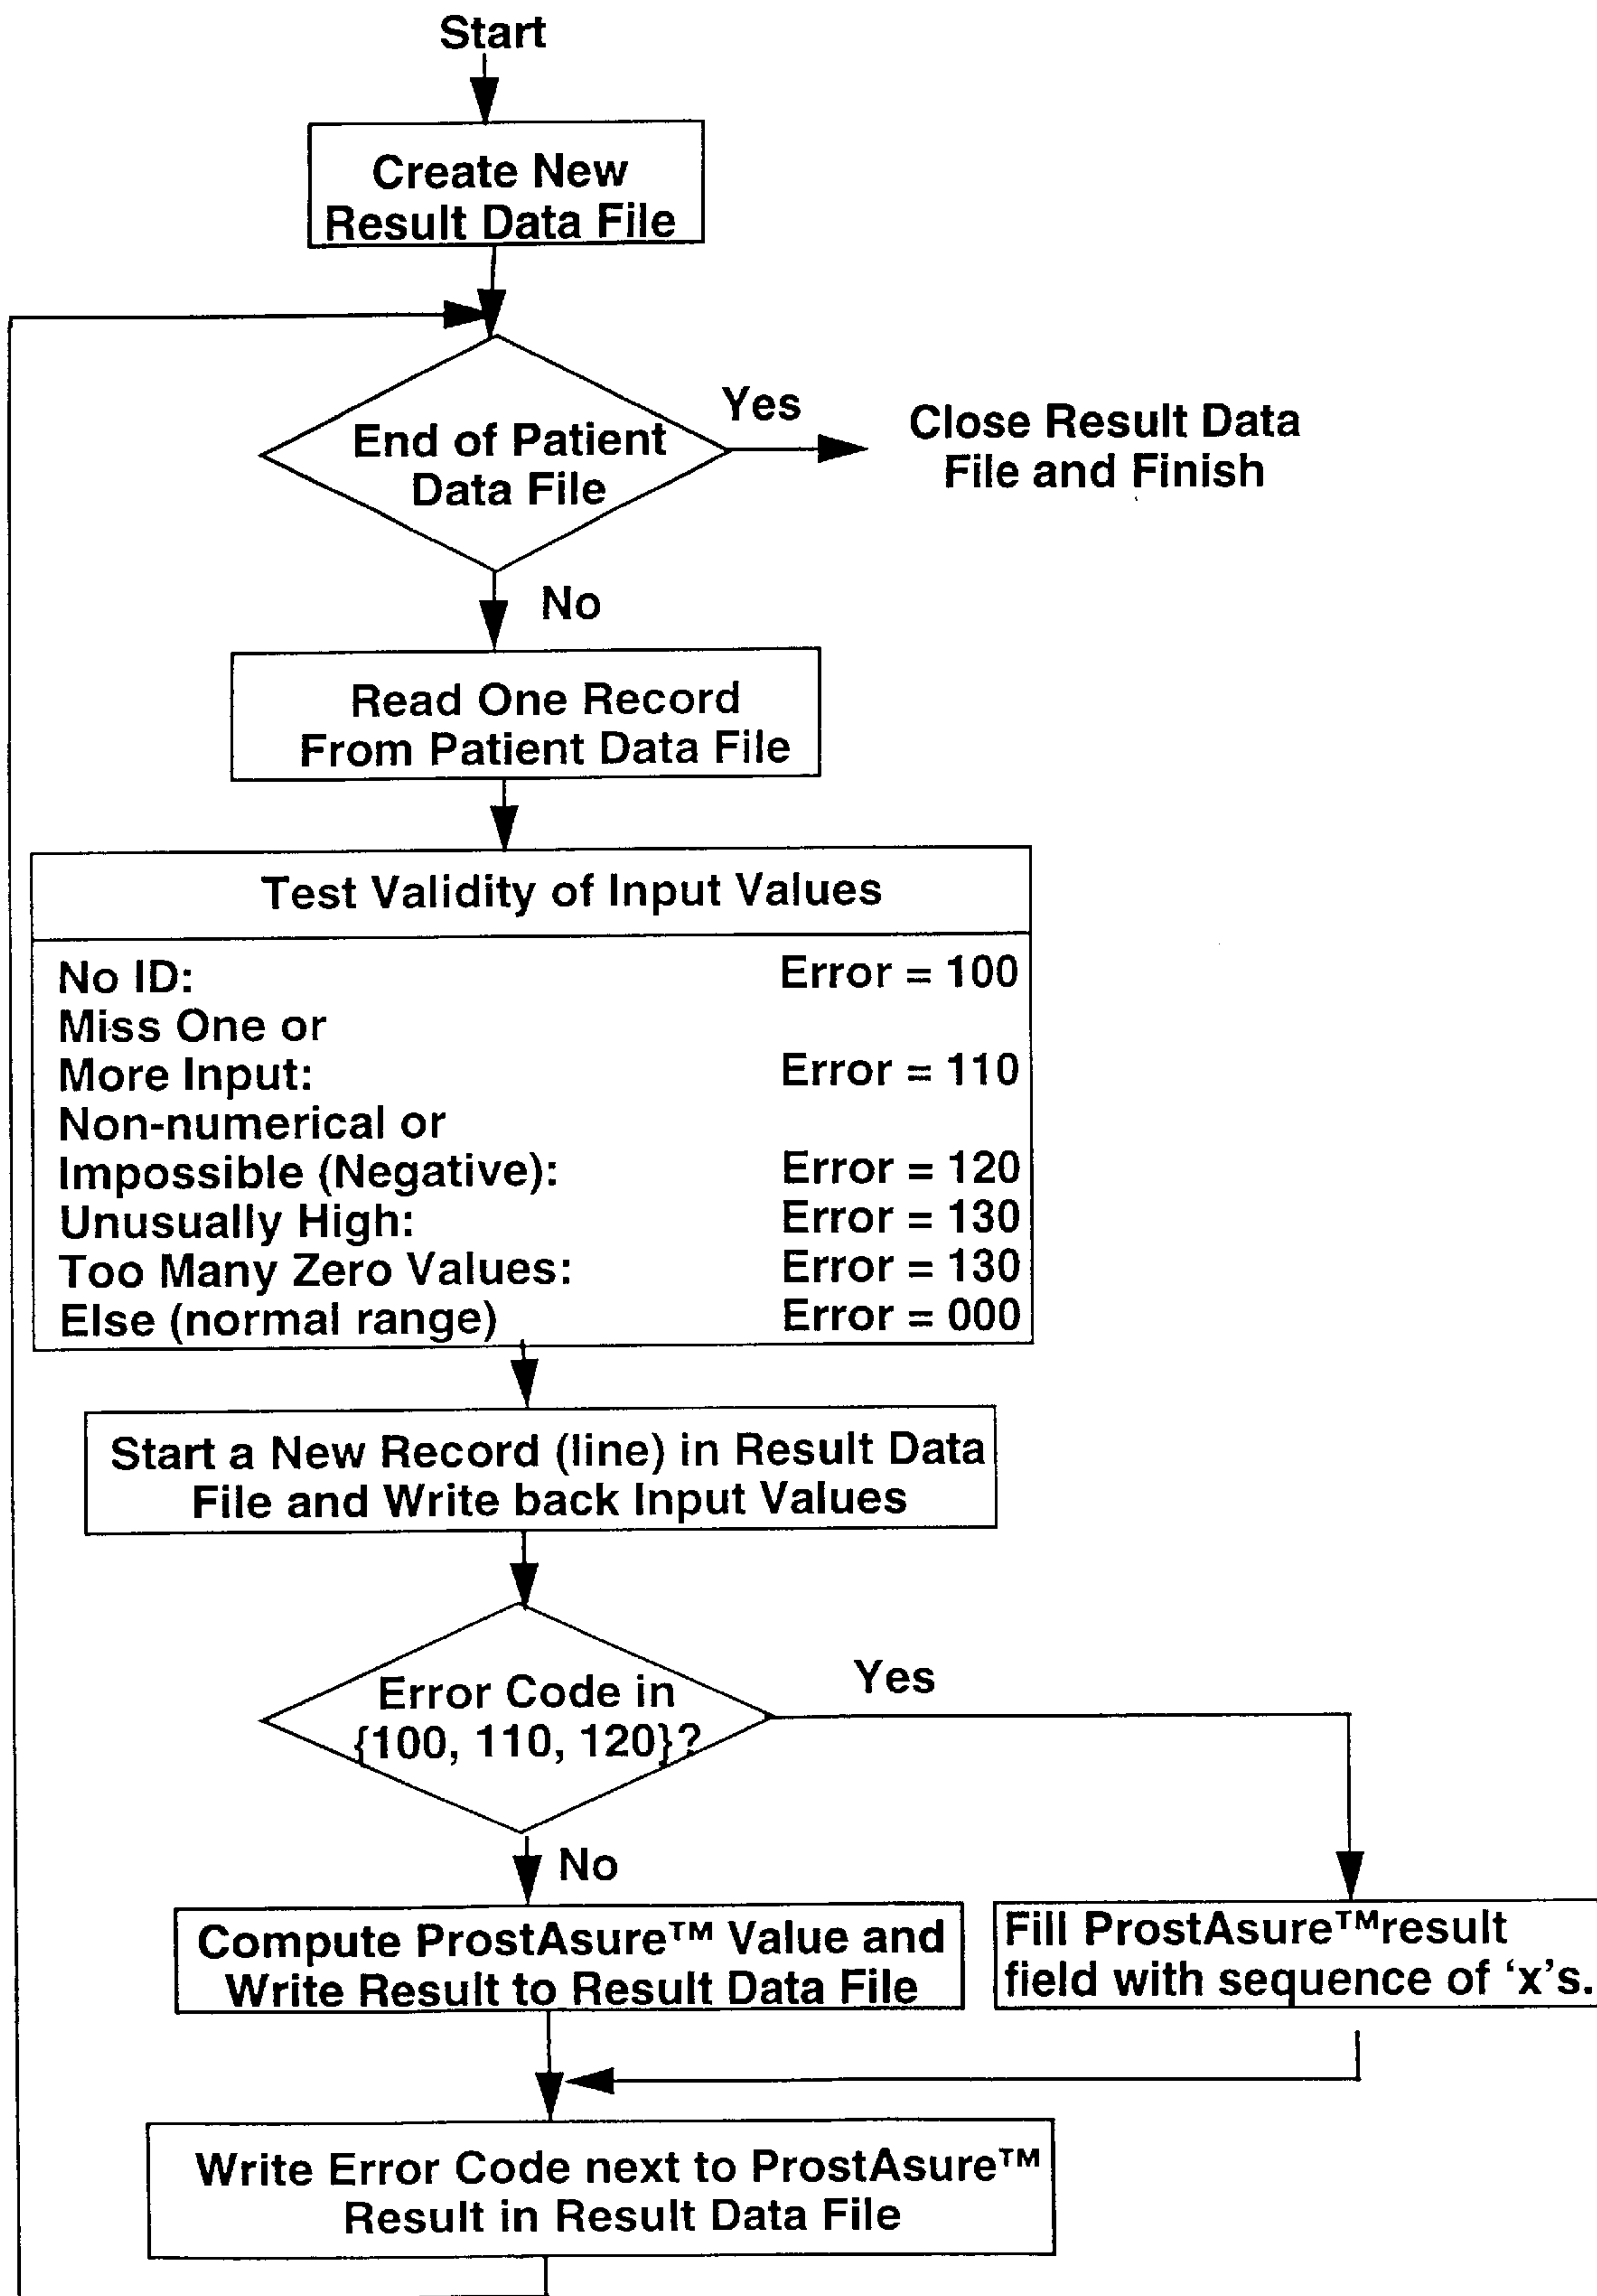 Start
Create New
Result Data File
End of Patient
Data File
Yes
Close Result Data
File and Finish
No
Read One Record
From Patient Data File
Test Validity of Input Values
No ID: Error = 100
Miss One or
More Input: Error = 110
Non-numerical or
Impossible (Negative): Error = 120
Unusually High: Error = 130
Too Many Zero Values: Error = 130
Else (normal range) Error = 000
Start a New Record (line) in Result Data
File and Write back Input Values
Error Code in
{100, 110, 120}?
Yes
No
Compute ProstAsure™ Value and
Write Result to Result Data File
Fill ProstAsure™result
field with sequence of ‘x’s.
Write Error Code next to ProstAsure™
Result in Result Data File